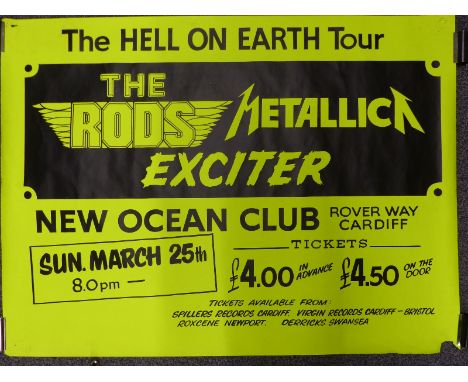 The HELL ON EARTH Tour
THE
RODS
METALLICA
EXCITER
NEW OCEAN CLUB
ROVER WAY
CARDIFF
TICKETS
SUN. MARCH 25th
8.0pm —
£4.00 IN ADVANCE
£4.50 ON THE DOOR
TICKETS AVAILABLE FROM:
SPILLERS RECORDS CARDIFF. VIRGIN RECORDS CARDIFF - BRISTOL
ROXCENE NEWPORT. DERRICKS SWANSEA